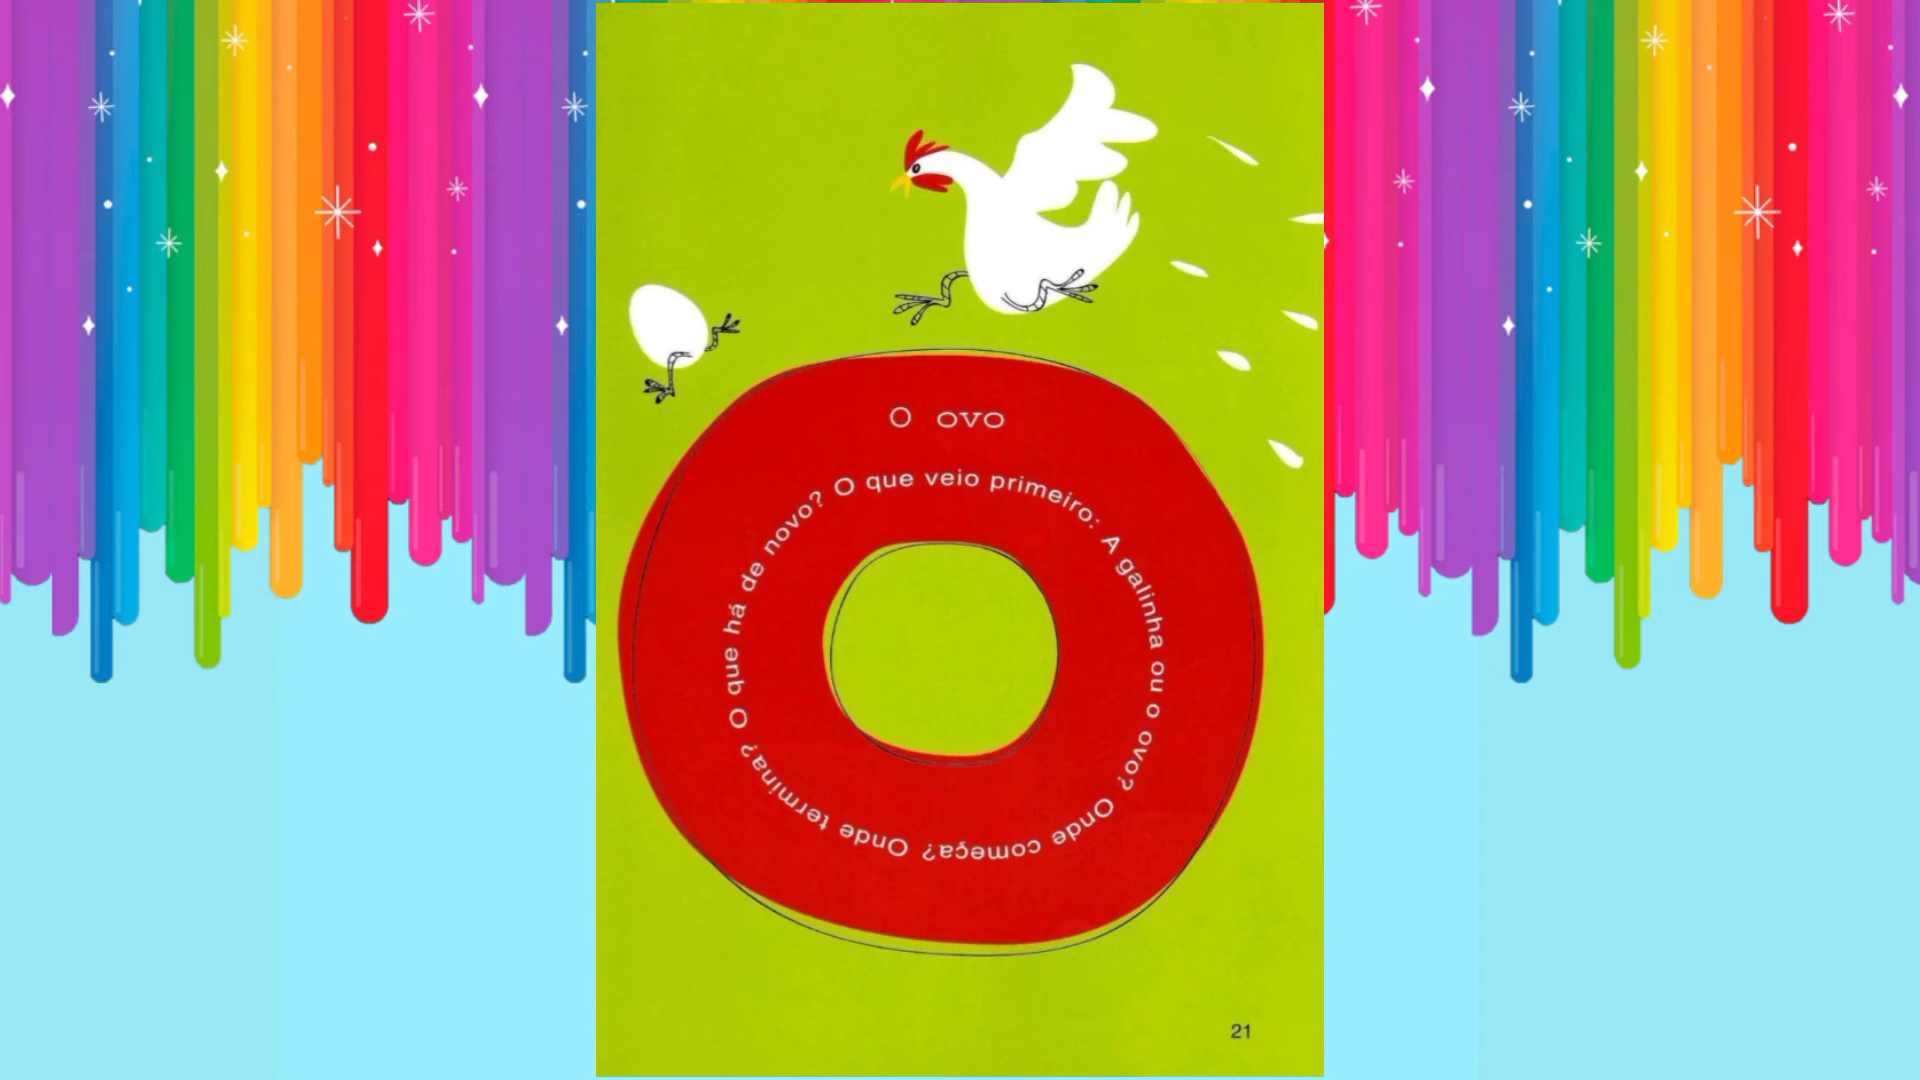 O ovo
O que veio primeiro: A galinha ou o ovo? Onde começa? Onde termina? O que há de novo?
21